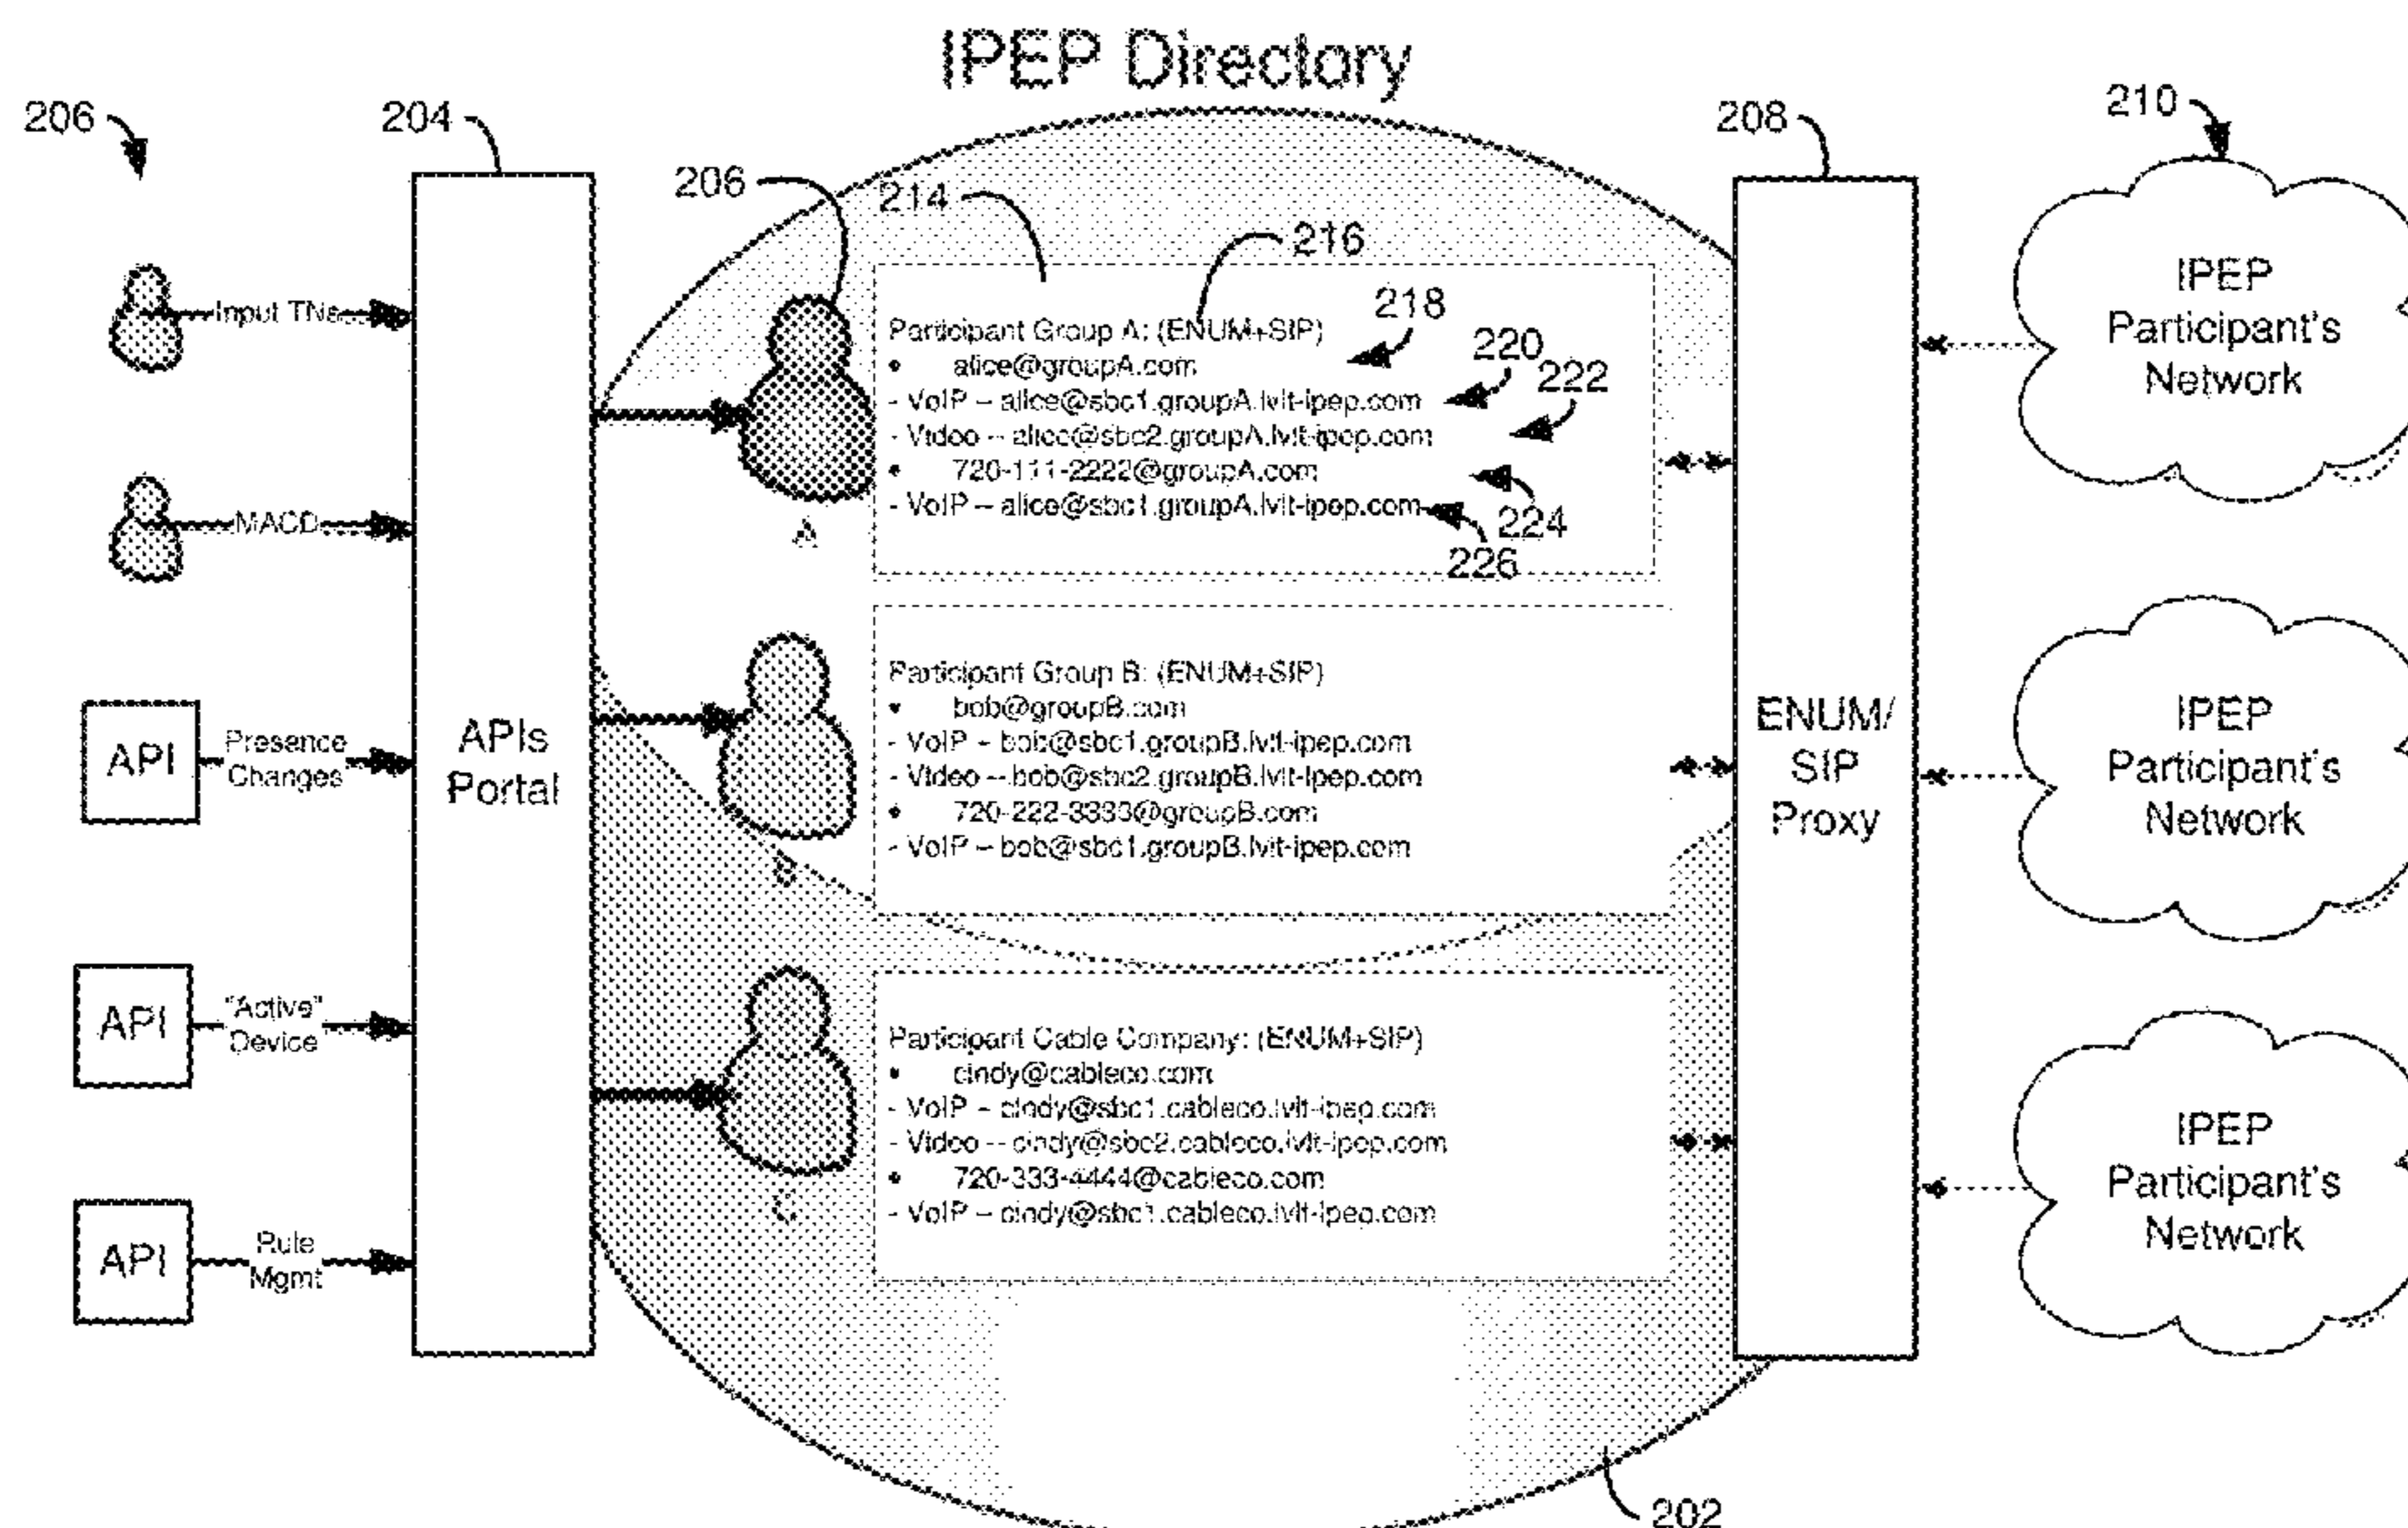 IPEP Directory
206
204
208
210
206
214
216
218
220
222
224
226
Input TNs
MACD
API
Presence
Changes
API
"Active"
Device
API
Rule
Mgmt
APIs
Portal
A
Participant Group A: (ENUM+SIP)
• alice@groupA.com
- VoIP – alice@sbc1.groupA.lvlt-ipep.com
- Video – alice@sbc2.groupA.lvlt-ipep.com
• 720-111-2222@groupA.com
- VoIP – alice@sbc1.groupA.lvlt-ipep.com
B
Participant Group B: (ENUM+SIP)
• bob@groupB.com
- VoIP – bob@sbc1.groupB.lvlt-ipep.com
- Video – bob@sbc2.groupB.lvlt-ipep.com
• 720-222-3333@groupB.com
- VoIP – bob@sbc1.groupB.lvlt-ipep.com
C
Participant Cable Company: (ENUM+SIP)
• cindy@cableco.com
- VoIP – cindy@sbc1.cableco.lvlt-ipep.com
- Video – cindy@sbc2.cableco.lvlt-ipep.com
• 720-333-4444@cableco.com
- VoIP – cindy@sbc1.cableco.lvlt-ipep.com
ENUM/
SIP
Proxy
IPEP
Participant's
Network
IPEP
Participant's
Network
IPEP
Participant's
Network
202